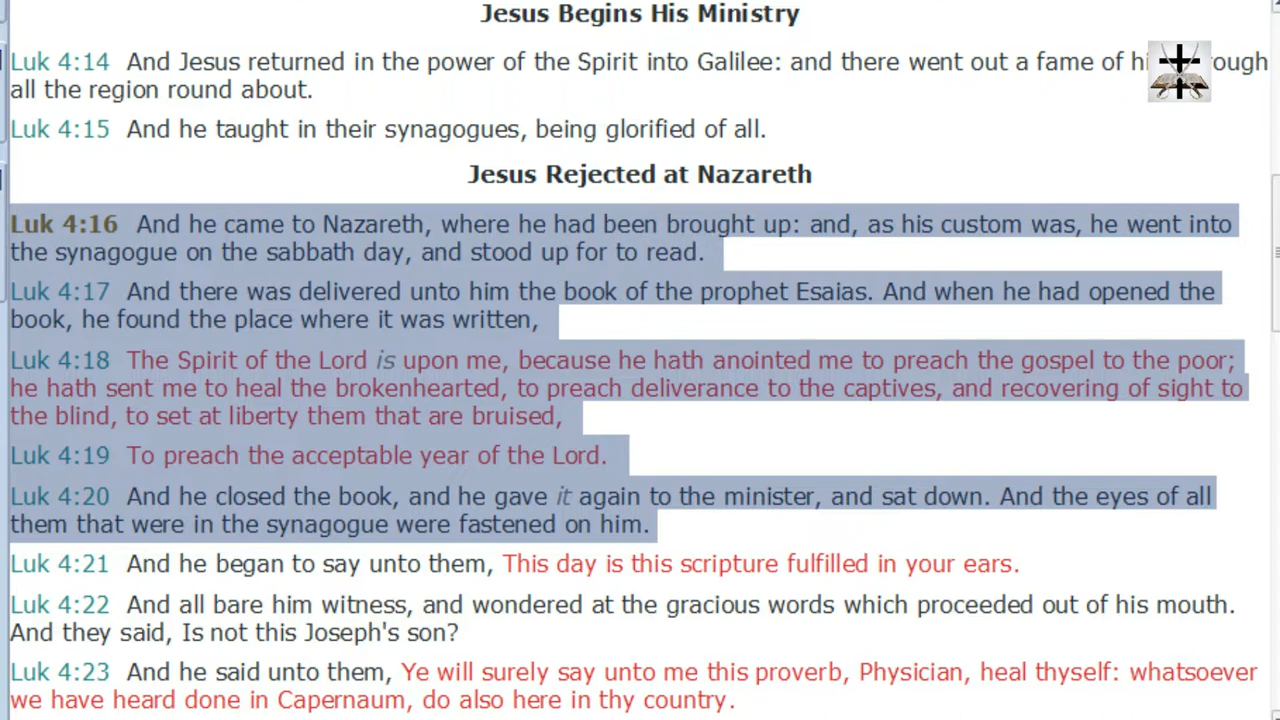 Jesus Begins His Ministry
Luk 4:14 And Jesus returned in the power of the Spirit into Galilee: and there went out a fame of
all the region round about.
Luk 4:15 And he taught in their synagogues, being glorified of all.
Jesus Rejected at Nazareth
Luk 4:16 And he came to Nazareth, where he had been brought up: and, as his custom was, he went into
the synagogue on the sabbath day, and stood up for to read.
Luk 4:17 And there was delivered unto him the book of the prophet Esaias. And when he had opened the
book, he found the place where it was written,
Luk 4:18 The Spirit of the Lord is upon me, because he hath anointed me to preach the gospel to the poor;
he hath sent me to heal the brokenhearted, to preach deliverance to the captives, and recovering of sight to
the blind, to set at liberty them that are bruised,
Luk 4:19 To preach the acceptable year of the Lord.
Luk 4:20 And he closed the book, and he gave it again to the minister, and sat down. And the eyes of all
them that were in the synagogue were fastened on him.
Luk 4:21 And he began to say unto them, This day is this scripture fulfilled in your ears.
Luk 4:22 And all bare him witness, and wondered at the gracious words which proceeded out of his mouth.
And they said, Is not this Joseph's son?
Luk 4:23 And he said unto them, Ye will surely say unto me this proverb, Physician, heal thyself: whatsoever
we have heard done in Capernaum, do also here in thy country.